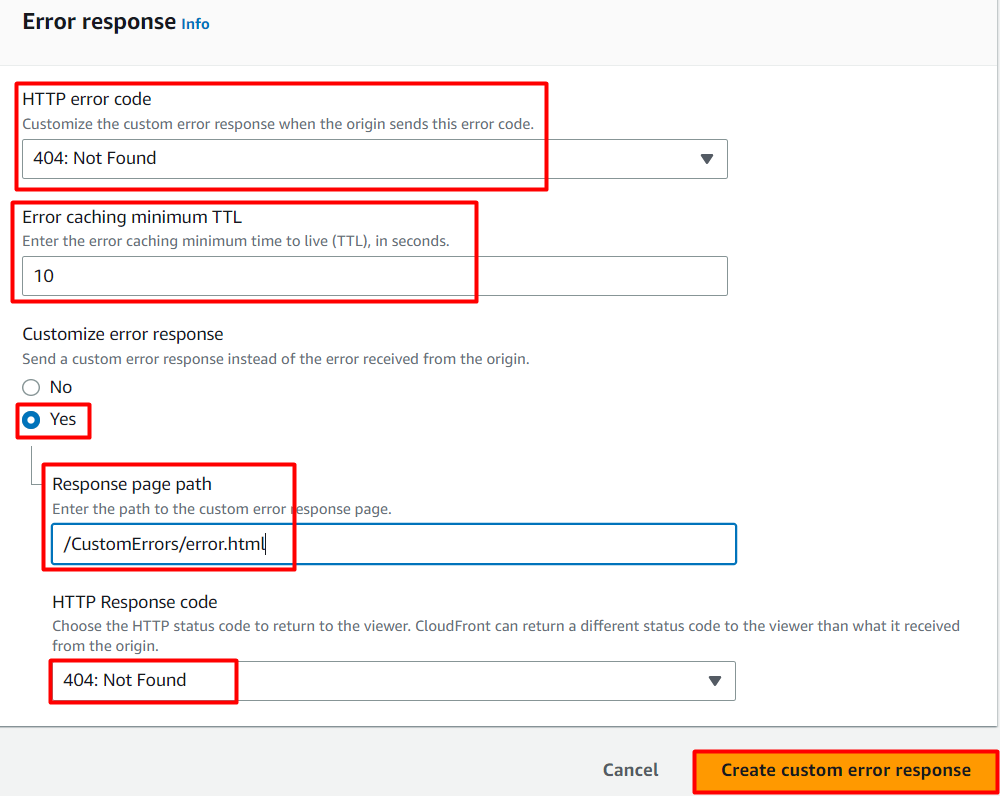 Error response Info
HTTP error code
Customize the custom error response when the origin sends this error code.
404: Not Found
Error caching minimum TTL
Enter the error caching minimum time to live (TTL), in seconds.
10
Customize error response
Send a custom error response instead of the error received from the origin.
No
Yes
Response page path
Enter the path to the custom error response page.
/CustomErrors/error.html
HTTP Response code
Choose the HTTP status code to return to the viewer. CloudFront can return a different status code to the viewer than what it received
from the origin.
404: Not Found
Cancel Create custom error response